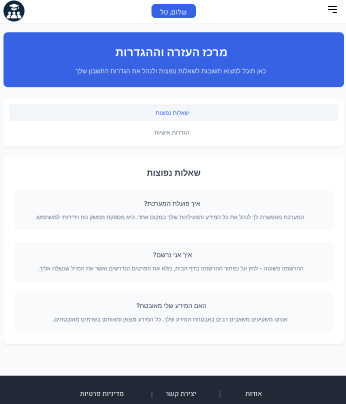 שלום, טל
מרכז העזרה וההגדרות
כאן תוכל למצוא תשובות לשאלות נפוצות ולנהל את הגדרות החשבון שלך
שאלות נפוצות
הגדרות אישיות
שאלות נפוצות
איך פועלת המערכת?
המערכת מאפשרת לך לנהל את כל המידע והפעילויות שלך במקום אחד. היא מספקת ממשק נוח וידידותי למשתמש.
איך אני נרשם?
ההרשמה פשוטה - לחץ על כפתור ההרשמה בדף הבית, מלא את הפרטים הנדרשים ואשר את המייל שנשלח אליך.
האם המידע שלי מאובטח?
אנחנו משקיעים משאבים רבים באבטחת המידע שלך. כל המידע מוצפן ומאוחסן בשרתים מאובטחים.
אודות | יצירת קשר | מדיניות פרטיות